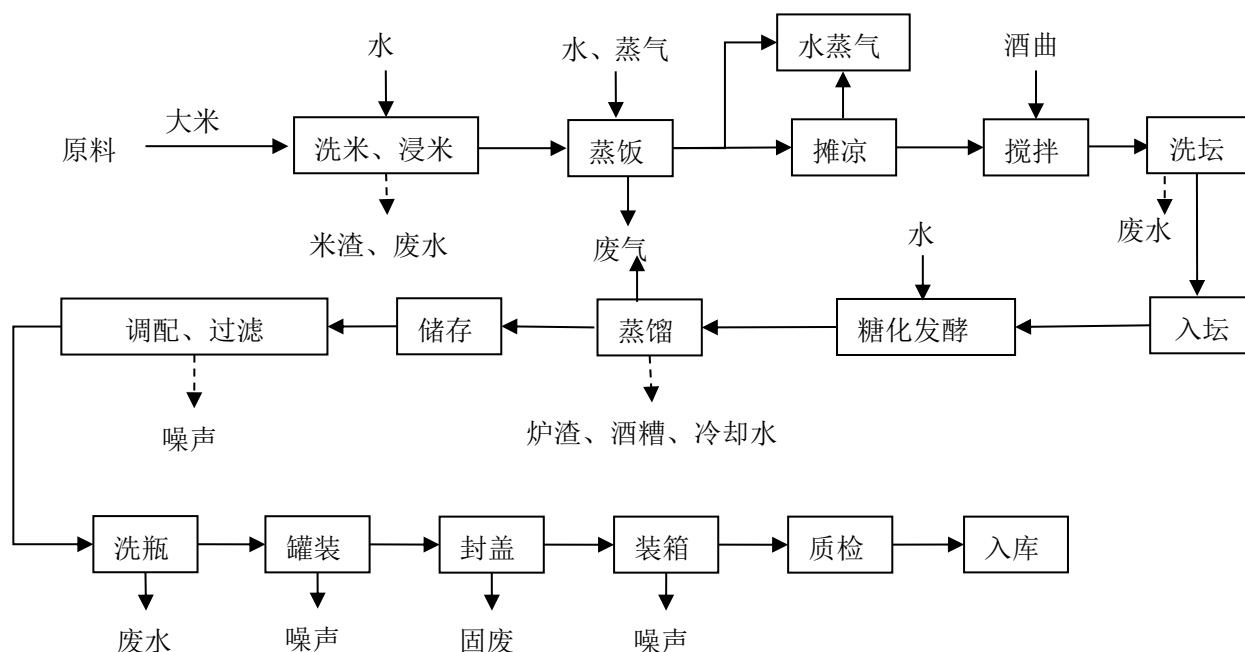 水
水、蒸气
水蒸气
酒曲
原料
大米
洗米、浸米
蒸饭
摊凉
搅拌
洗坛
米渣、废水
废气
水
废水
调配、过滤
储存
蒸馏
糖化发酵
入坛
噪声
炉渣、酒糟、冷却水
洗瓶
罐装
封盖
装箱
质检
入库
废水
噪声
固废
噪声